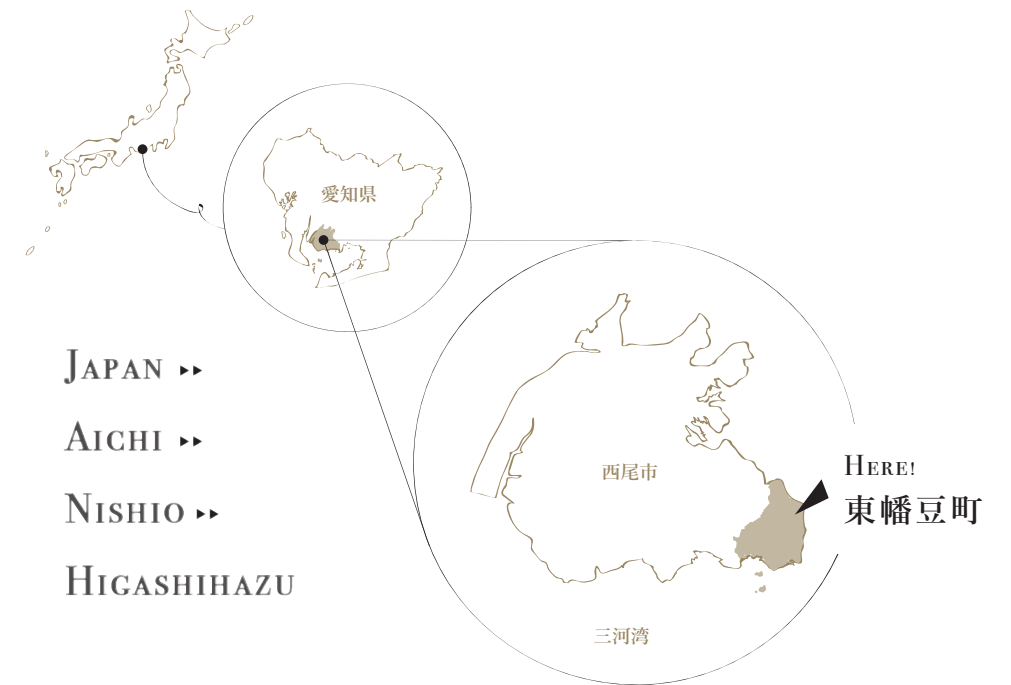 愛知県
JAPAN ▶▶
AICHI ▶▶
NISHIO ▶▶
HIGASHIHAZU
西尾市
HERE!
東幡豆町
三河湾